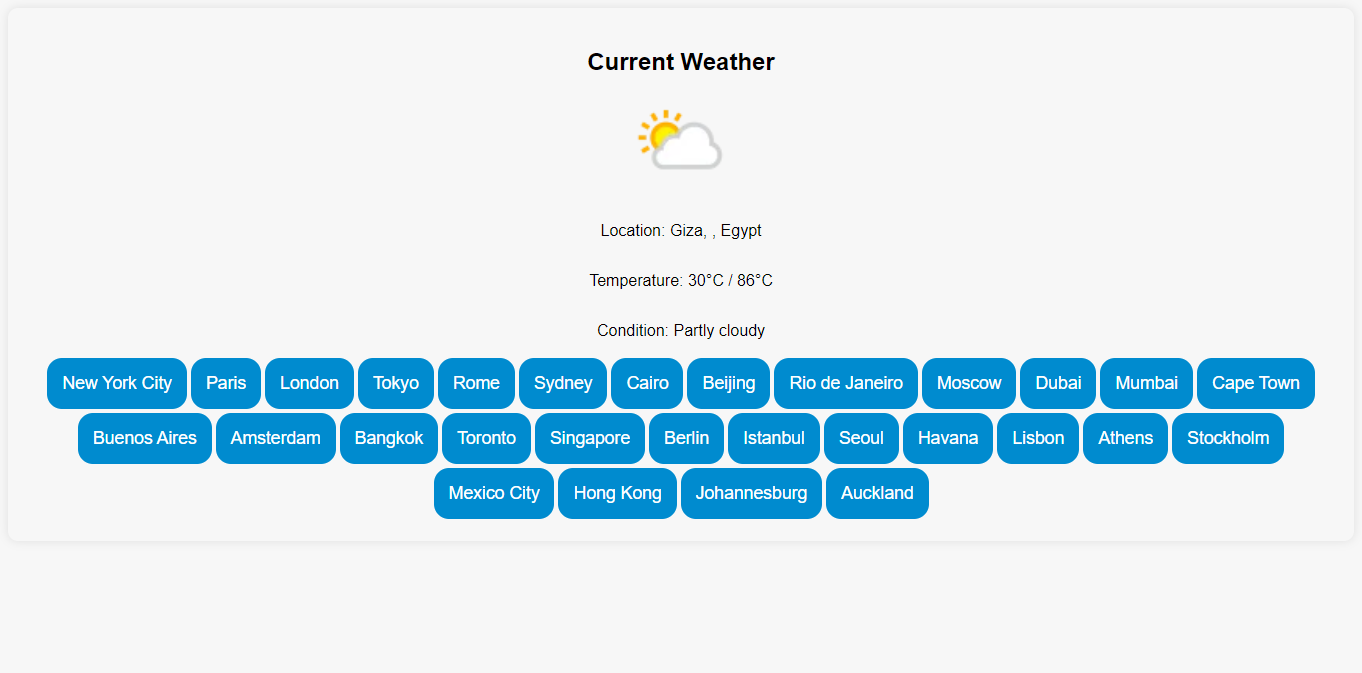 Current Weather
Location: Giza, , Egypt
Temperature: 30°C / 86°C
Condition: Partly cloudy
New York City Paris London Tokyo Rome Sydney Cairo Beijing Rio de Janeiro Moscow Dubai Mumbai Cape Town
Buenos Aires Amsterdam Bangkok Toronto Singapore Berlin Istanbul Seoul Havana Lisbon Athens Stockholm
Mexico City Hong Kong Johannesburg Auckland